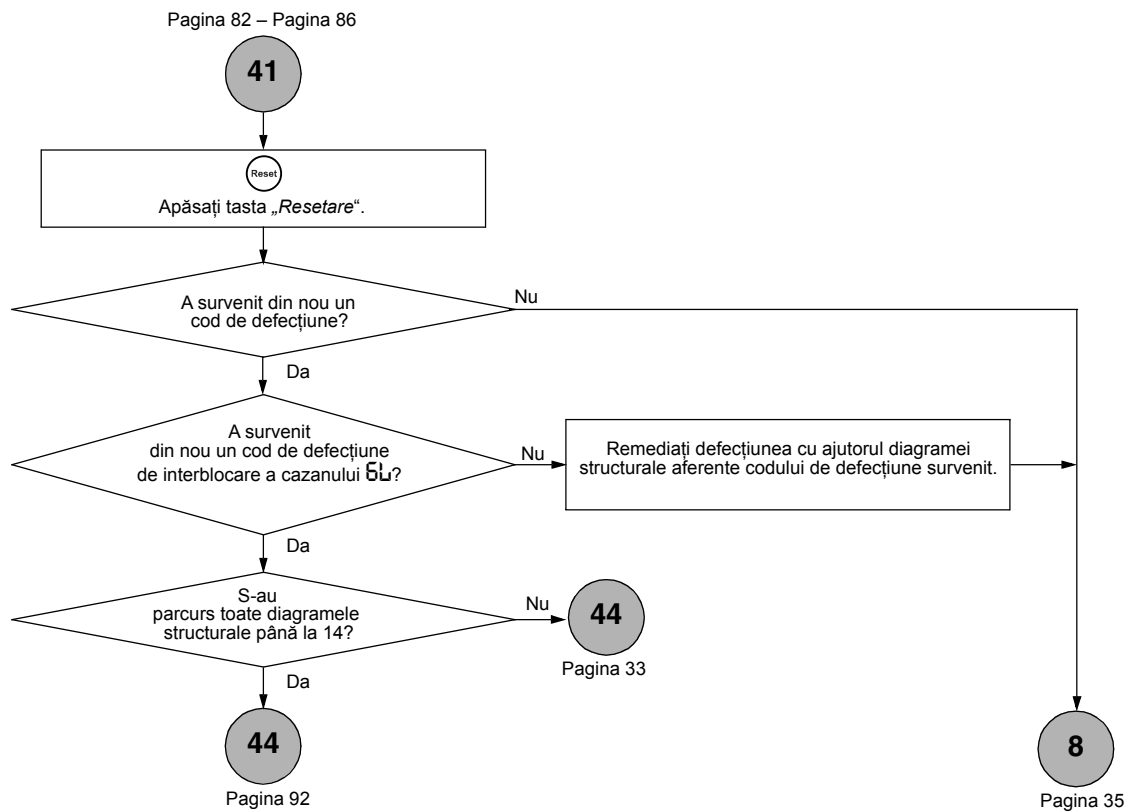 Pagina 82 – Pagina 86
41
Reset
Apăsați tasta „Resetare“.
A survenit din nou un
cod de defecțiune?
Nu
Da
A survenit
din nou un cod de defecțiune
de interblocare a cazanului 6L?
Nu
Remediați defecțiunea cu ajutorul diagramei
structurale aferente codului de defecțiune survenit.
Da
S-au
parcurs toate diagramele
structurale până la 14?
Nu
44
Pagina 33
Da
44
Pagina 92
8
Pagina 35